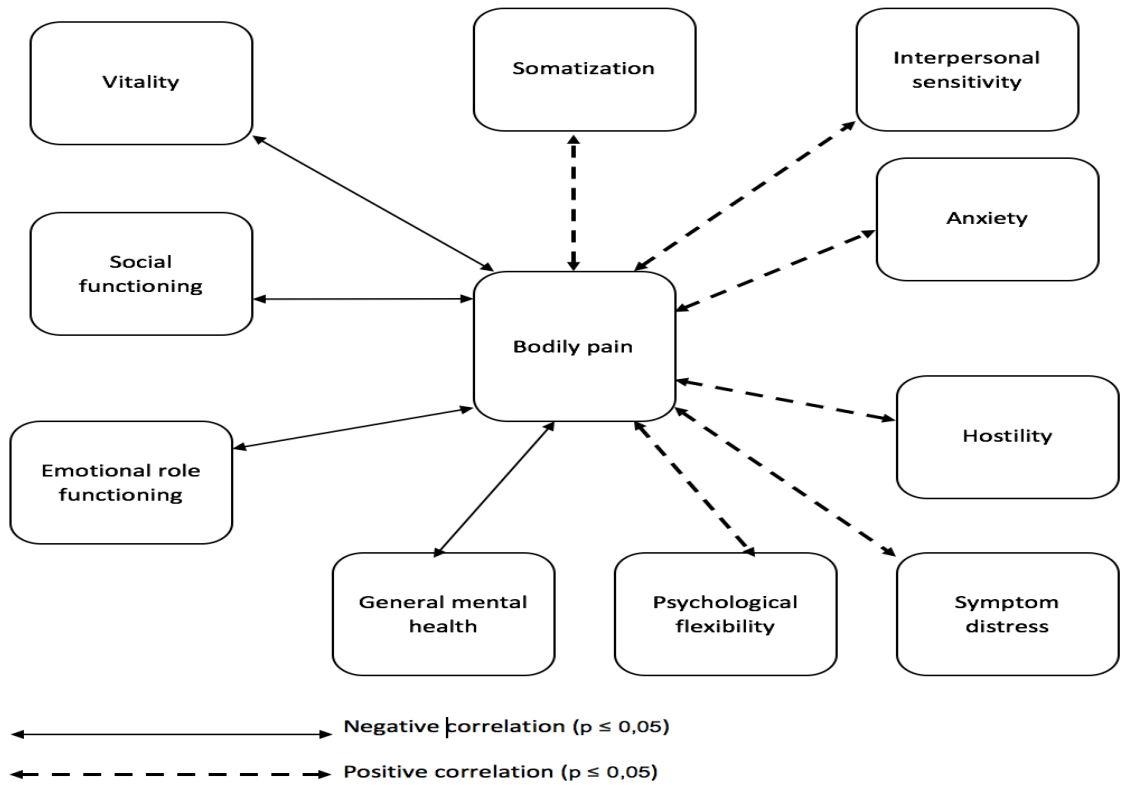 Vitality
Somatization
Interpersonal
sensitivity
Anxiety
Social
functioning
Bodily pain
Hostility
Emotional role
functioning
General mental
health
Psychological
flexibility
Symptom
distress
Negative correlation (p ≤ 0,05)
Positive correlation (p ≤ 0,05)